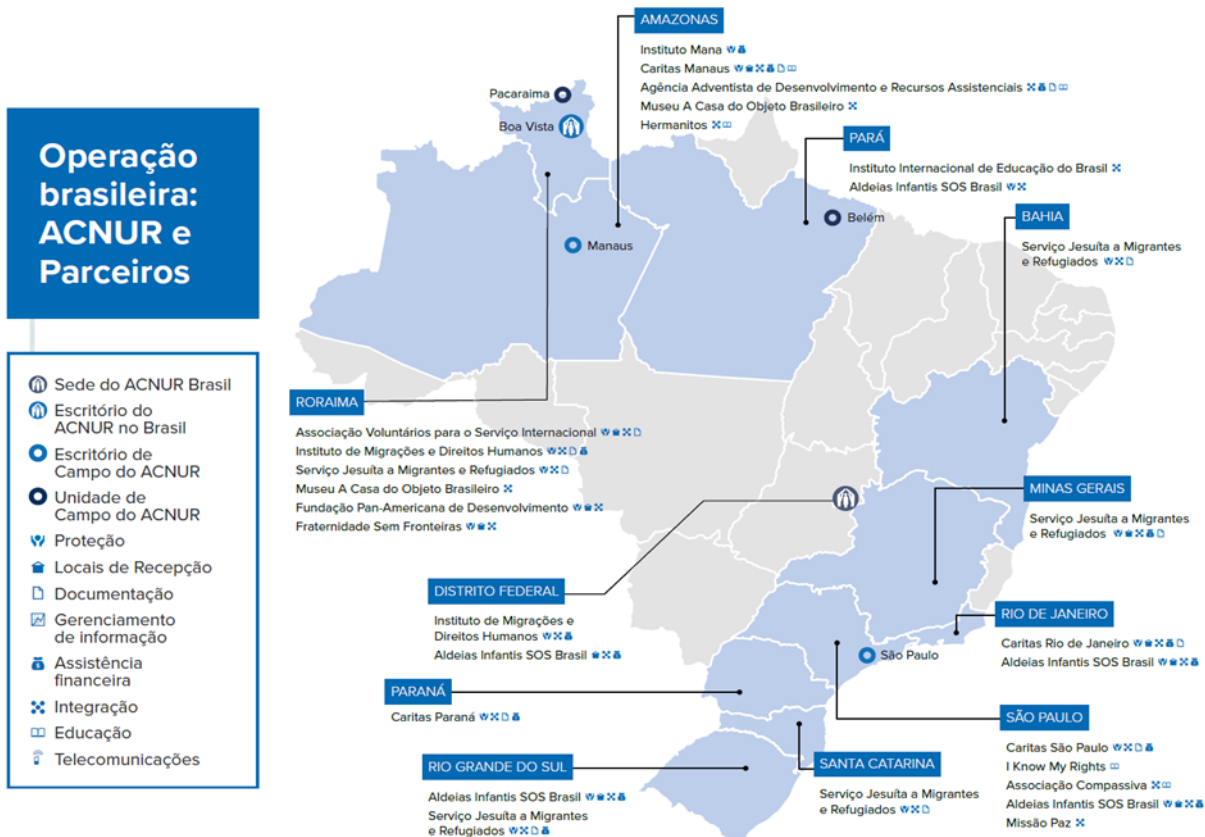 Operação
brasileira:
ACNUR e
Parceiros
Sede do ACNUR Brasil
Escritório do
ACNUR no Brasil
Escritório de
Campo do ACNUR
Unidade de
Campo do ACNUR
Proteção
Locais de Recepção
Documentação
Gerenciamento
de informação
Assistência
financeira
Integração
Educação
Telecomunicações
AMAZONAS
Instituto Mana
Caritas Manaus
Agência Adventista de Desenvolvimento e Recursos Assistenciais
Museu A Casa do Objeto Brasileiro
Hermanitos
Pacaraima
Boa Vista
Manaus
PARÁ
Instituto Internacional de Educação do Brasil
Aldeias Infantis SOS Brasil
Belém
BAHIA
Serviço Jesuíta a Migrantes
e Refugiados
RORAIMA
Associação Voluntários para o Serviço Internacional
Instituto de Migrações e Direitos Humanos
Serviço Jesuíta a Migrantes e Refugiados
Museu A Casa do Objeto Brasileiro
Fundação Pan-Americana de Desenvolvimento
Fraternidade Sem Fronteiras
MINAS GERAIS
Serviço Jesuíta a Migrantes
e Refugiados
DISTRITO FEDERAL
Instituto de Migrações e
Direitos Humanos
Aldeias Infantis SOS Brasil
RIO DE JANEIRO
Caritas Rio de Janeiro
Aldeias Infantis SOS Brasil
São Paulo
PARANÁ
Caritas Paraná
SÃO PAULO
Caritas São Paulo
I Know My Rights
Associação Compassiva
Aldeias Infantis SOS Brasil
Missão Paz
RIO GRANDE DO SUL
Aldeias Infantis SOS Brasil
Serviço Jesuíta a Migrantes
e Refugiados
SANTA CATARINA
Serviço Jesuíta a Migrantes
e Refugiados